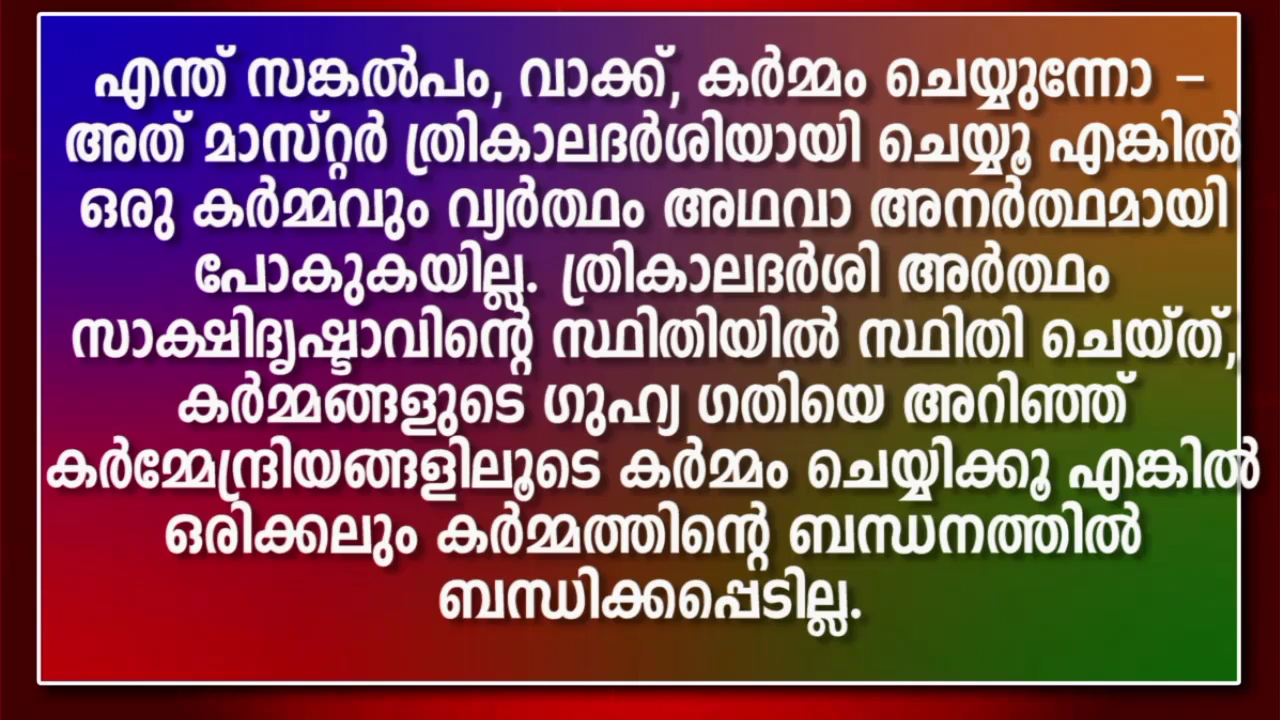 എന്ത് സങ്കൽപം, വാക്ക്, കർമ്മം ചെയ്യുന്നോ –
അത് മാസ്റ്റർ ത്രികാലദർശിയായി ചെയ്യൂ എങ്കിൽ
ഒരു കർമ്മവും വ്യർത്ഥം അഥവാ അനർത്ഥമായി
പോകുകയില്ല. ത്രികാലദർശി അർത്ഥം
സാക്ഷിദൃഷ്ടാവിന്റെ സ്ഥിതിയിൽ സ്ഥിതി ചെയ്ത്,
കർമ്മങ്ങളുടെ ഗുഹ്യ ഗതിയെ അറിഞ്ഞ്
കർമ്മേന്ദ്രിയങ്ങളിലൂടെ കർമ്മം ചെയ്യിക്കൂ എങ്കിൽ
ഒരിക്കലും കർമ്മത്തിന്റെ ബന്ധനത്തിൽ
ബന്ധിക്കപ്പെടില്ല.